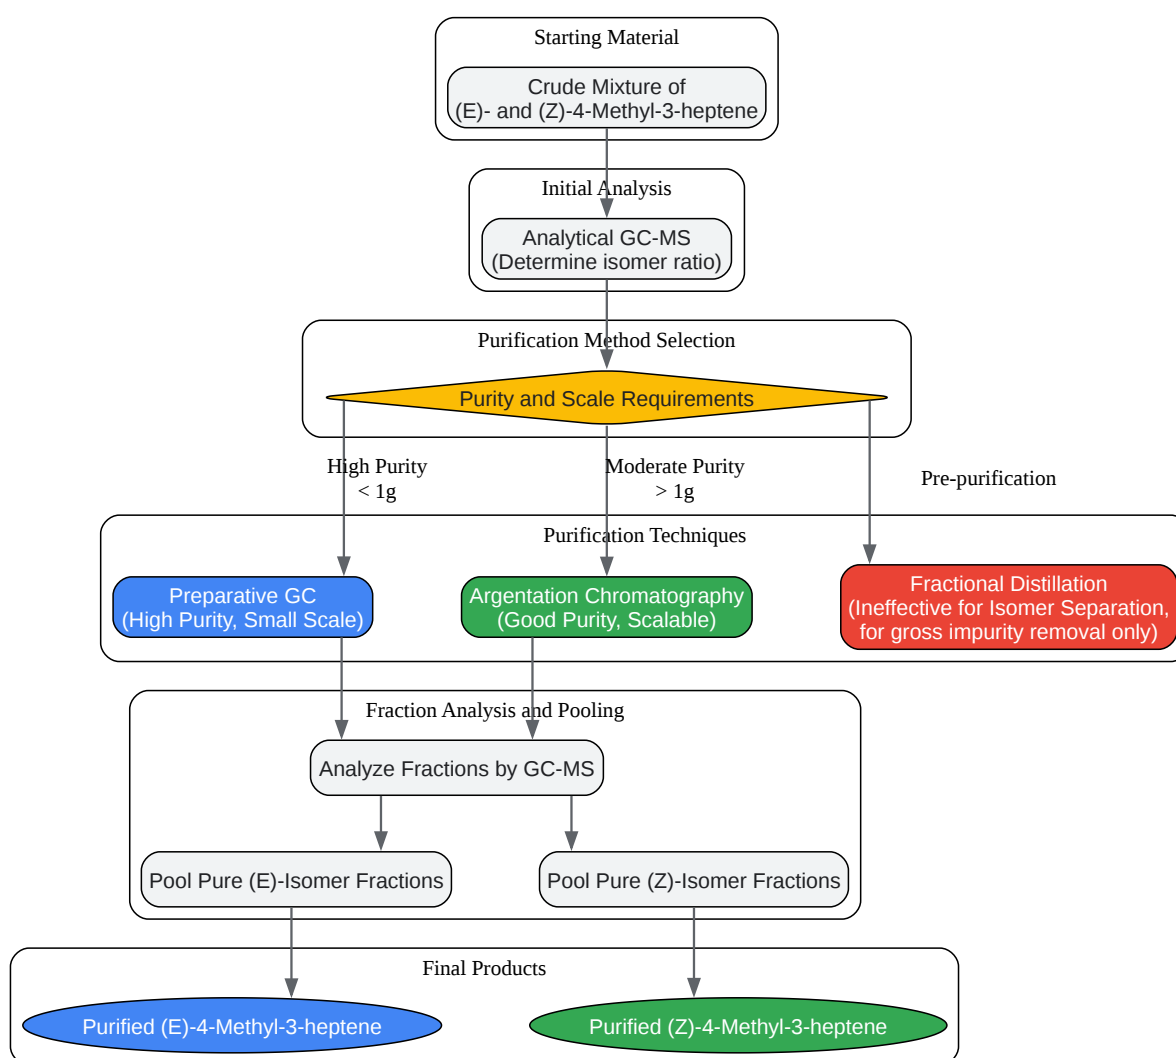 Starting Material
Crude Mixture of
(E)- and (Z)-4-Methyl-3-heptene
Initial Analysis
Analytical GC-MS
(Determine isomer ratio)
Purification Method Selection
Purity and Scale Requirements
High Purity
< 1g
Moderate Purity
> 1g
Pre-purification
Purification Techniques
Preparative GC
(High Purity, Small Scale)
Argentation Chromatography
(Good Purity, Scalable)
Fractional Distillation
(Ineffective for Isomer Separation,
for gross impurity removal only)
Fraction Analysis and Pooling
Analyze Fractions by GC-MS
Pool Pure (E)-Isomer Fractions
Pool Pure (Z)-Isomer Fractions
Final Products
Purified (E)-4-Methyl-3-heptene
Purified (Z)-4-Methyl-3-heptene